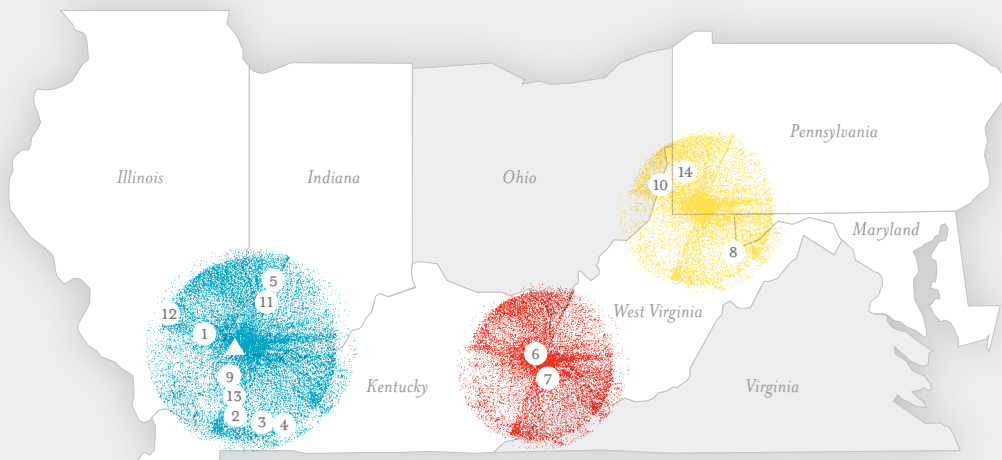 Pennsylvania
14
Illinois
Indiana
Ohio
10
Maryland
8
5
11
12
West Virginia
1
6
9
7
Kentucky
Virginia
13
2
3
4